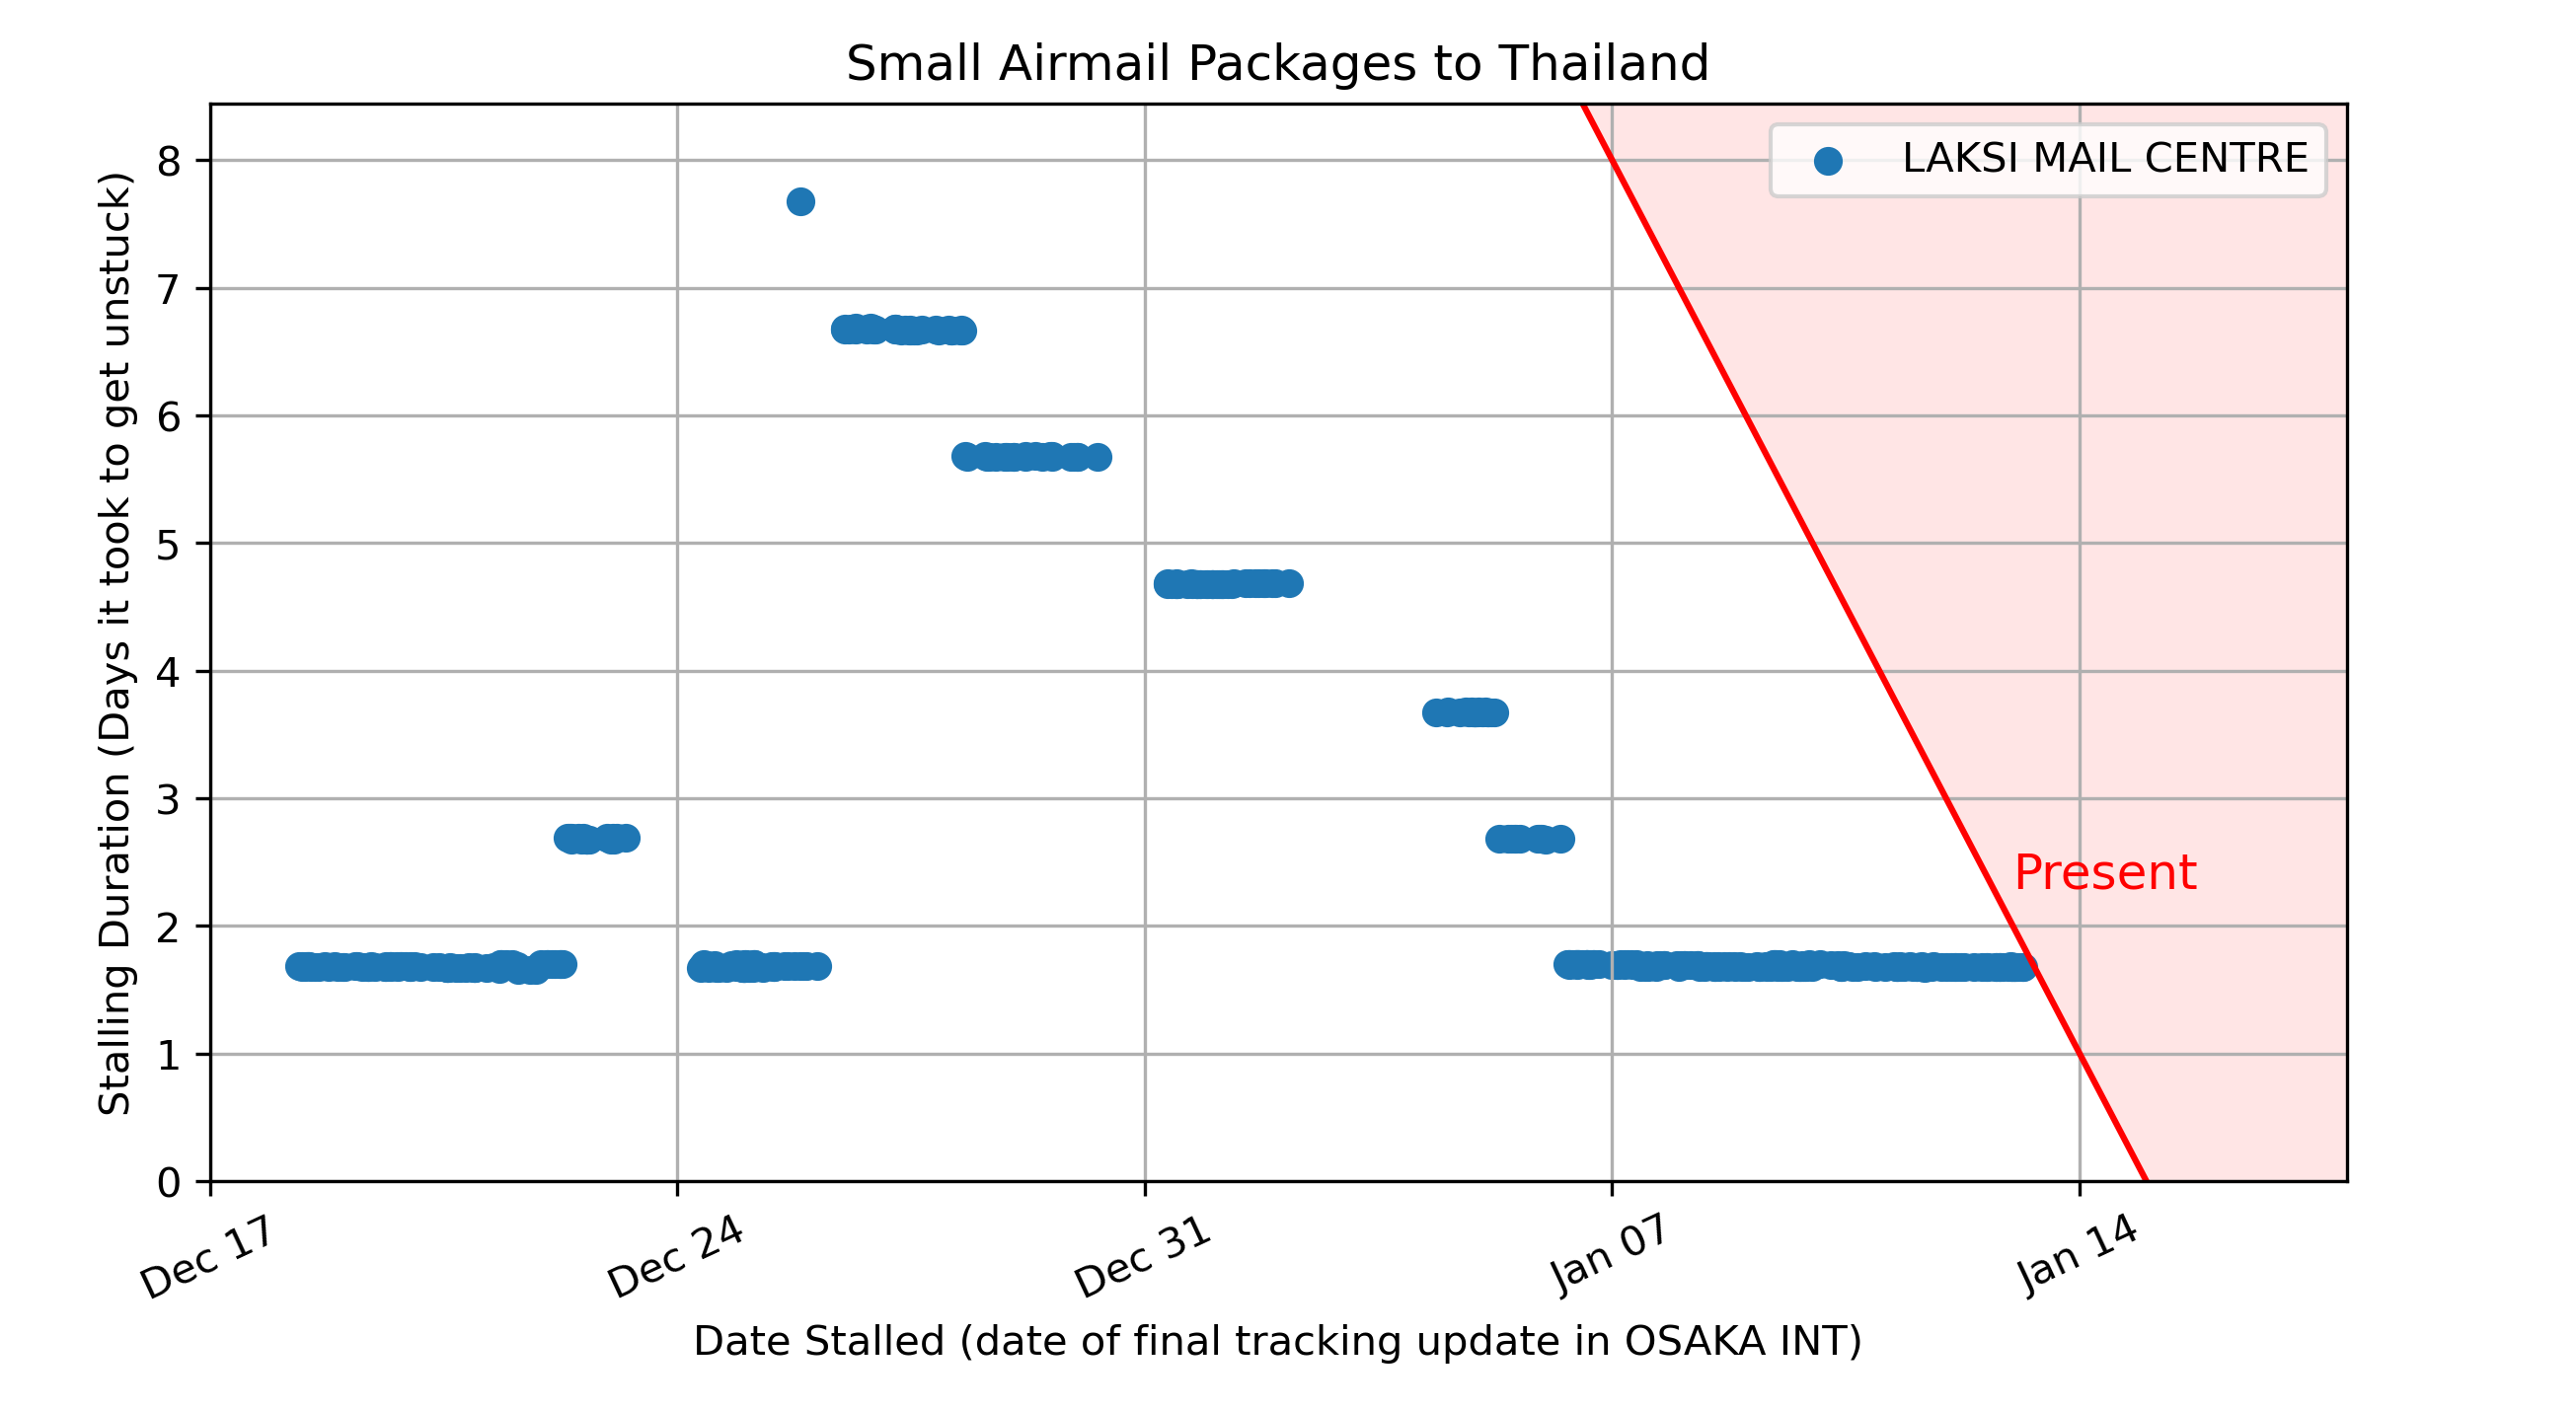 Small Airmail Packages to Thailand
LAKSI MAIL CENTRE
Stalling Duration (Days it took to get unstuck)
8
7
6
5
4
3
2
1
0
Present
Dec 17
Dec 24
Dec 31
Jan 07
Jan 14
Date Stalled (date of final tracking update in OSAKA INT)